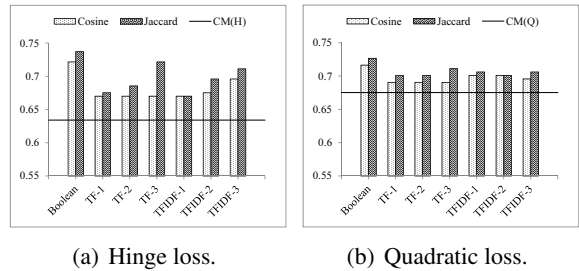 Cosine Jaccard CM(H)
0.75
0.7
0.65
0.6
0.55
Boolean TF-1 TF-2 TF-3 TFIDF-1 TFIDF-2 TFIDF-3
(a) Hinge loss.
Cosine Jaccard CM(Q)
0.75
0.7
0.65
0.6
0.55
Boolean TF-1 TF-2 TF-3 TFIDF-1 TFIDF-2 TFIDF-3
(b) Quadratic loss.